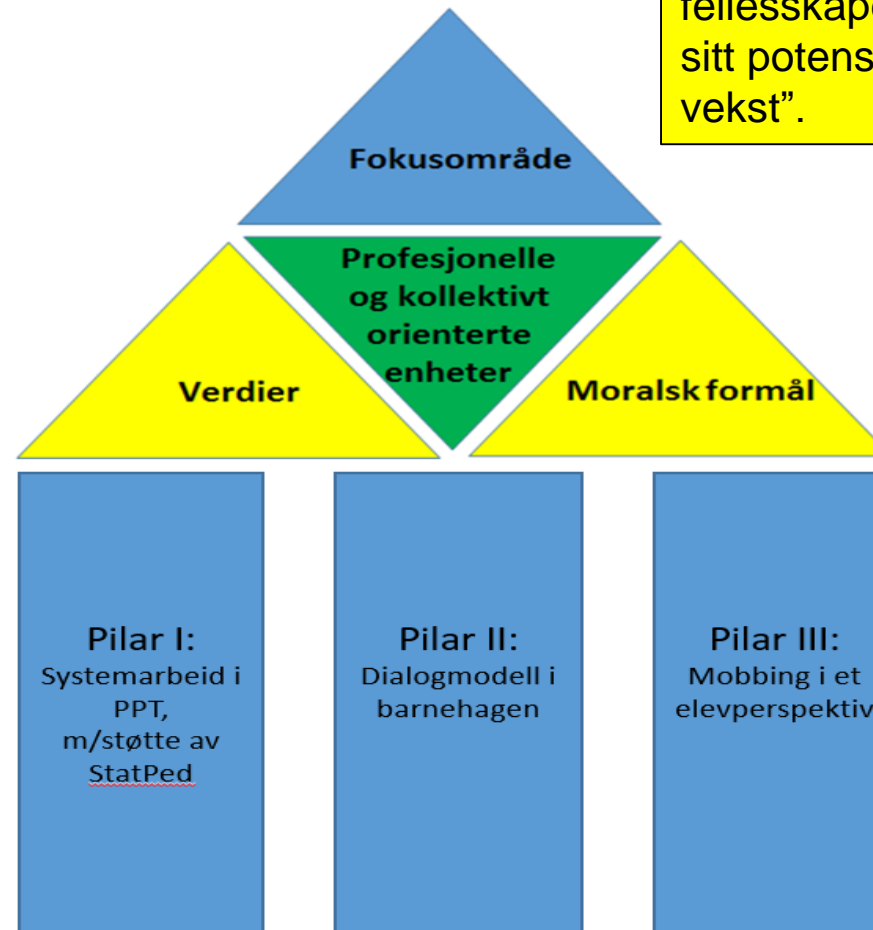 sitt potens
vekst”.
Fokusområde
Profesjonelle
og kollektivt
orienterte
enheter
Verdier
Moralsk formål
Pilar I:
Systemarbeid i
PPT,
m/støtte av
StatPed
Pilar II:
Dialogmodell i
barnehagen
Pilar III:
Mobbing i et
elevperspektiv